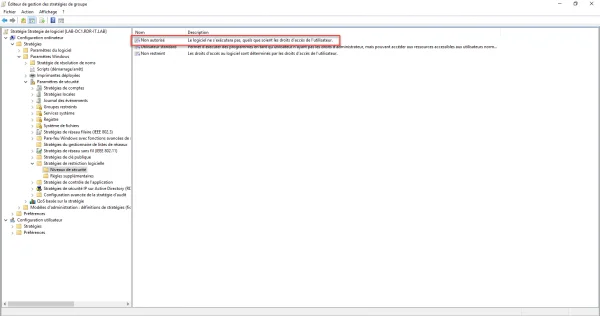 Éditeur de gestion des stratégies de groupe
Fichier Action Affichage ?
Stratégie Stratégie de logiciel [LAB-DC1.RDR-IT.LAB]
Configuration ordinateur
Stratégies
Paramètres du logiciel
Paramètres Windows
Stratégie de résolution de noms
Scripts (démarrage/arrêt)
Imprimantes déployées
Paramètres de sécurité
Stratégies de comptes
Stratégies locales
Journal des événements
Groupes restreints
Services système
Registre
Système de fichiers
Stratégies de réseau filaire (IEEE 802.3)
Pare-feu Windows avec fonctions avancées de
Stratégies du gestionnaire de listes de réseaux
Stratégies de réseau sans fil (IEEE 802.11)
Stratégies de clé publique
Stratégies de restriction logicielle
Niveaux de sécurité
Règles supplémentaires
Stratégies de contrôle de l'application
Stratégies de sécurité IP sur Active Directory (RD
Configuration avancée de la stratégie d'audit
QoS basée sur la stratégie
Modèles d'administration : définitions de stratégies (fic
Préférences
Configuration utilisateur
Stratégies
Préférences
Nom Description
Non autorisé Le logiciel ne s'exécutera pas, quels que soient les droits d'accès de l'utilisateur.
Utilisateur standard Permet d'exécuter des programmes en tant qu'utilisateur n'ayant pas les droits d'administrateur, mais pouvant accéder aux ressources accessibles aux utilisateurs norm...
Non restreint Les droits d'accès au logiciel sont déterminés par les droits d'accès de l'utilisateur.